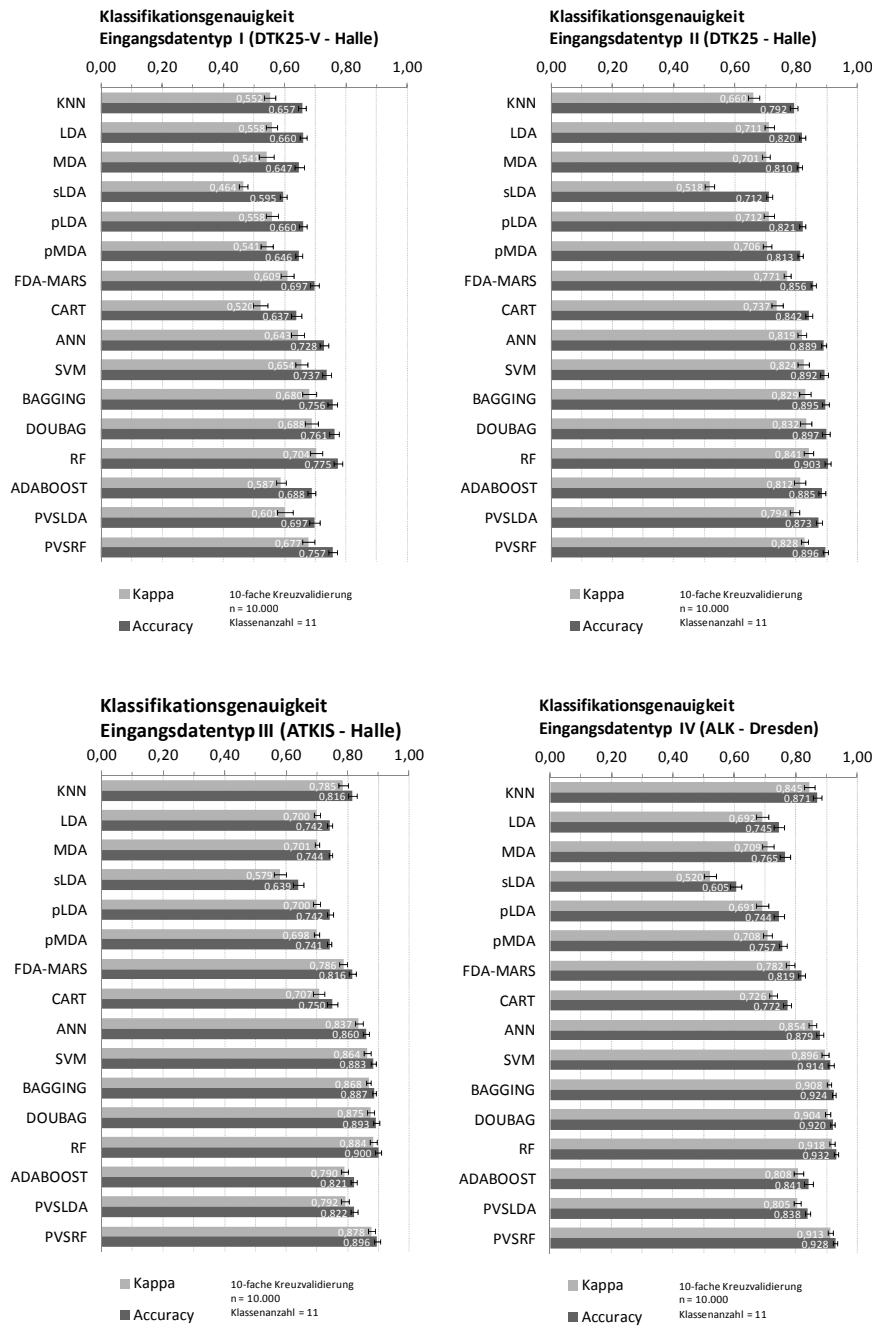 Klassifikationsgenauigkeit
Eingangsdatentyp I (DTK25-V - Halle)
0,00 0,20 0,40 0,60 0,80 1,00
KNN 0,552 0,657
LDA 0,558 0,660
MDA 0,541 0,647
sLDA 0,464 0,595
pLDA 0,558 0,660
pMDA 0,541 0,646
FDA-MARS 0,609 0,697
CART 0,520 0,637
ANN 0,643 0,728
SVM 0,654 0,737
BAGGING 0,680 0,756
DOUBAG 0,688 0,761
RF 0,704 0,775
ADABOOST 0,587 0,688
PVSLDA 0,601 0,697
PVSRF 0,677 0,757
Kappa
Accuracy
10-fache Kreuzvalidierung
n = 10.000
Klassenanzahl = 11
Klassifikationsgenauigkeit
Eingangsdatentyp II (DTK25 - Halle)
0,00 0,20 0,40 0,60 0,80 1,00
KNN 0,660 0,792
LDA 0,711 0,820
MDA 0,701 0,810
sLDA 0,518 0,712
pLDA 0,712 0,821
pMDA 0,706 0,813
FDA-MARS 0,771 0,856
CART 0,737 0,842
ANN 0,819 0,889
SVM 0,824 0,892
BAGGING 0,829 0,895
DOUBAG 0,832 0,897
RF 0,841 0,903
ADABOOST 0,812 0,885
PVSLDA 0,794 0,873
PVSRF 0,828 0,896
Kappa
Accuracy
10-fache Kreuzvalidierung
n = 10.000
Klassenanzahl = 11
Klassifikationsgenauigkeit
Eingangsdatentyp III (ATKIS - Halle)
0,00 0,20 0,40 0,60 0,80 1,00
KNN 0,785 0,816
LDA 0,700 0,742
MDA 0,701 0,744
sLDA 0,579 0,639
pLDA 0,700 0,742
pMDA 0,698 0,741
FDA-MARS 0,786 0,816
CART 0,707 0,750
ANN 0,837 0,860
SVM 0,864 0,883
BAGGING 0,868 0,887
DOUBAG 0,875 0,893
RF 0,884 0,900
ADABOOST 0,790 0,821
PVSLDA 0,792 0,822
PVSRF 0,878 0,896
Kappa
Accuracy
10-fache Kreuzvalidierung
n = 10.000
Klassenanzahl = 11
Klassifikationsgenauigkeit
Eingangsdatentyp IV (ALK - Dresden)
0,00 0,20 0,40 0,60 0,80 1,00
KNN 0,845 0,871
LDA 0,692 0,745
MDA 0,709 0,765
sLDA 0,520 0,605
pLDA 0,691 0,744
pMDA 0,708 0,757
FDA-MARS 0,782 0,819
CART 0,726 0,772
ANN 0,854 0,879
SVM 0,896 0,914
BAGGING 0,908 0,924
DOUBAG 0,904 0,920
RF 0,918 0,932
ADABOOST 0,808 0,841
PVSLDA 0,805 0,838
PVSRF 0,913 0,928
Kappa
Accuracy
10-fache Kreuzvalidierung
n = 10.000
Klassenanzahl = 11